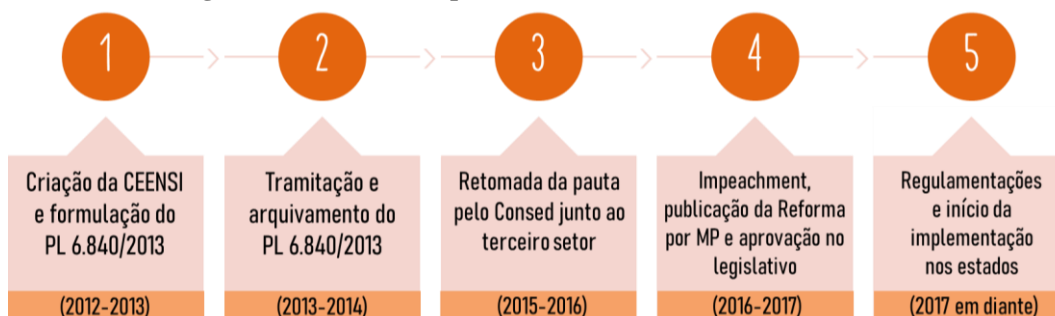 1
2
3
4
5
Criação da CEENSI
e formulação do
PL 6.840/2013
(2012-2013)
Tramitação e
arquivamento do
PL 6.840/2013
(2013-2014)
Retomada da pauta
pelo Consed junto ao
terceiro setor
(2015-2016)
Impeachment,
publicação da Reforma
por MP e aprovação no
legislativo
(2016-2017)
Regulamentações
e início da
implementação
nos estados
(2017 em diante)